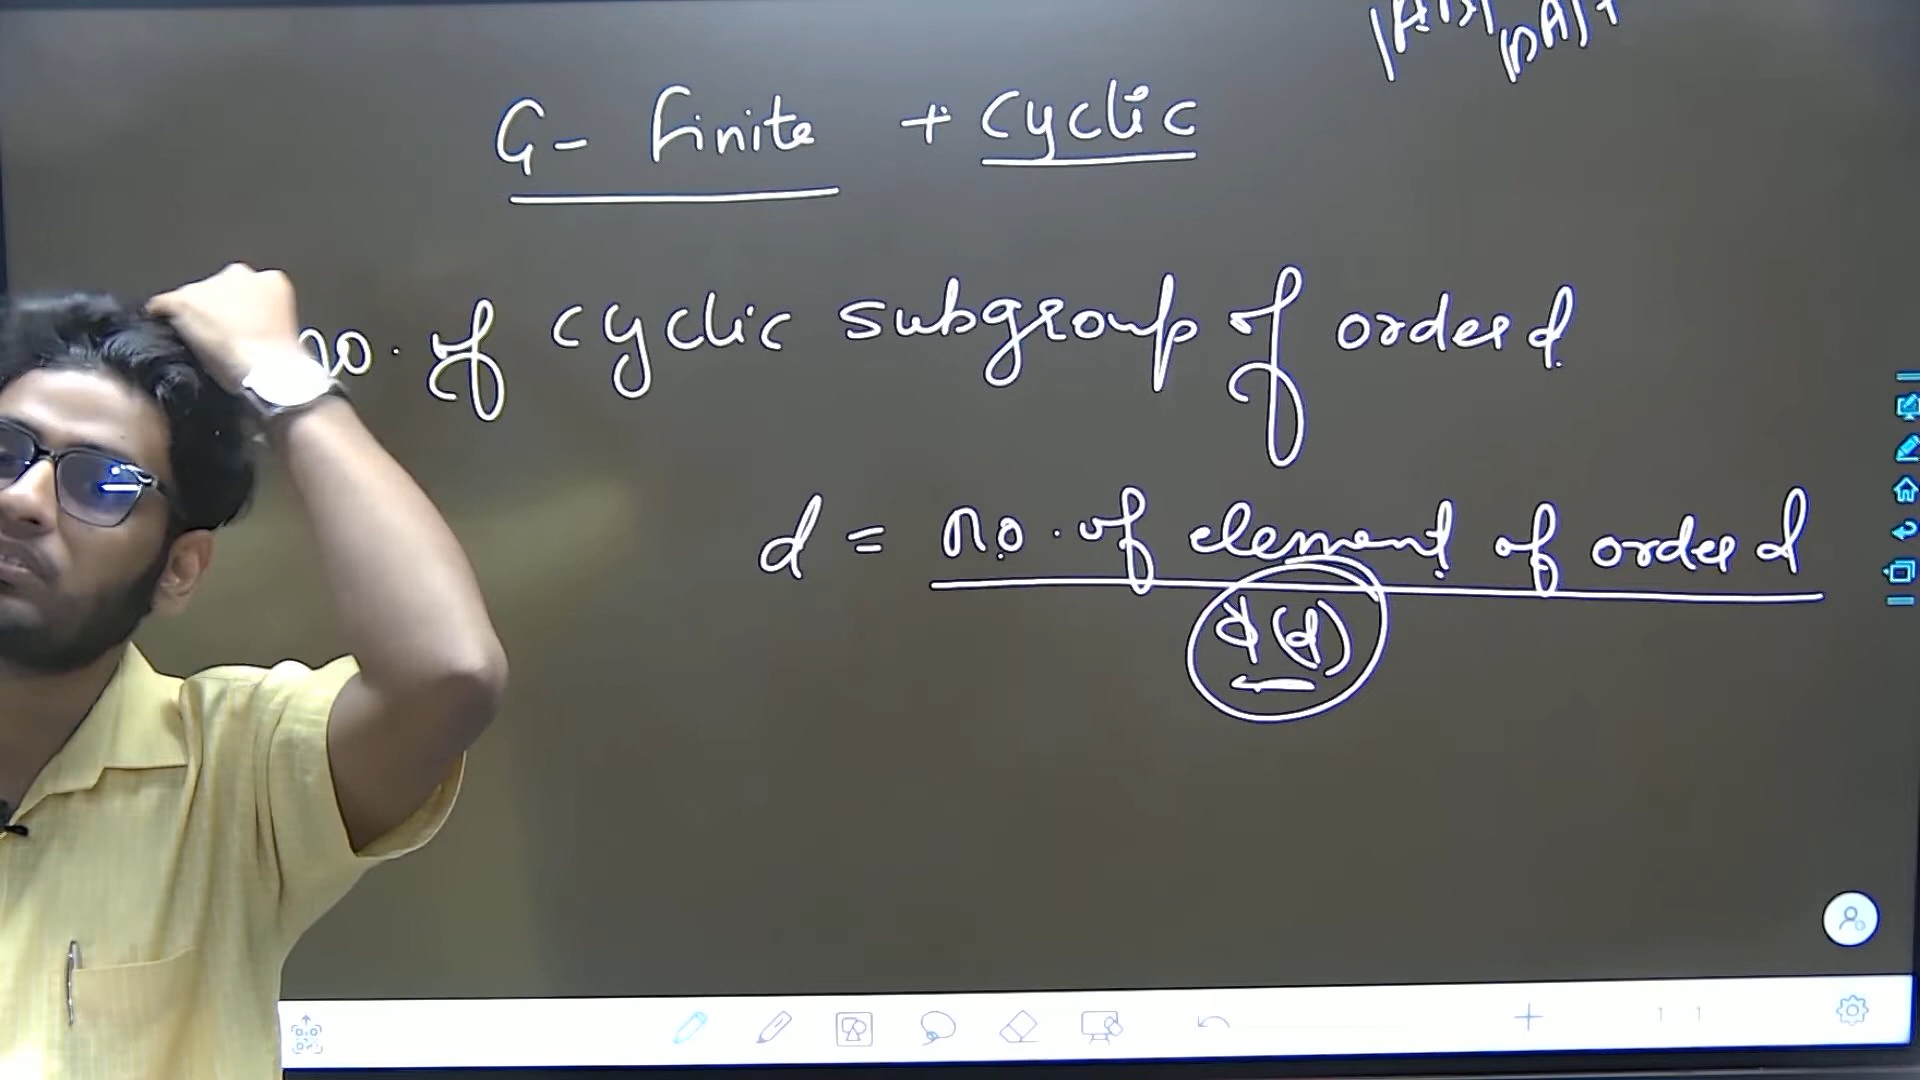 G- finite + cyclic
no. of cyclic subgroup of order d
d = no. of element of order d
ϕ(d)